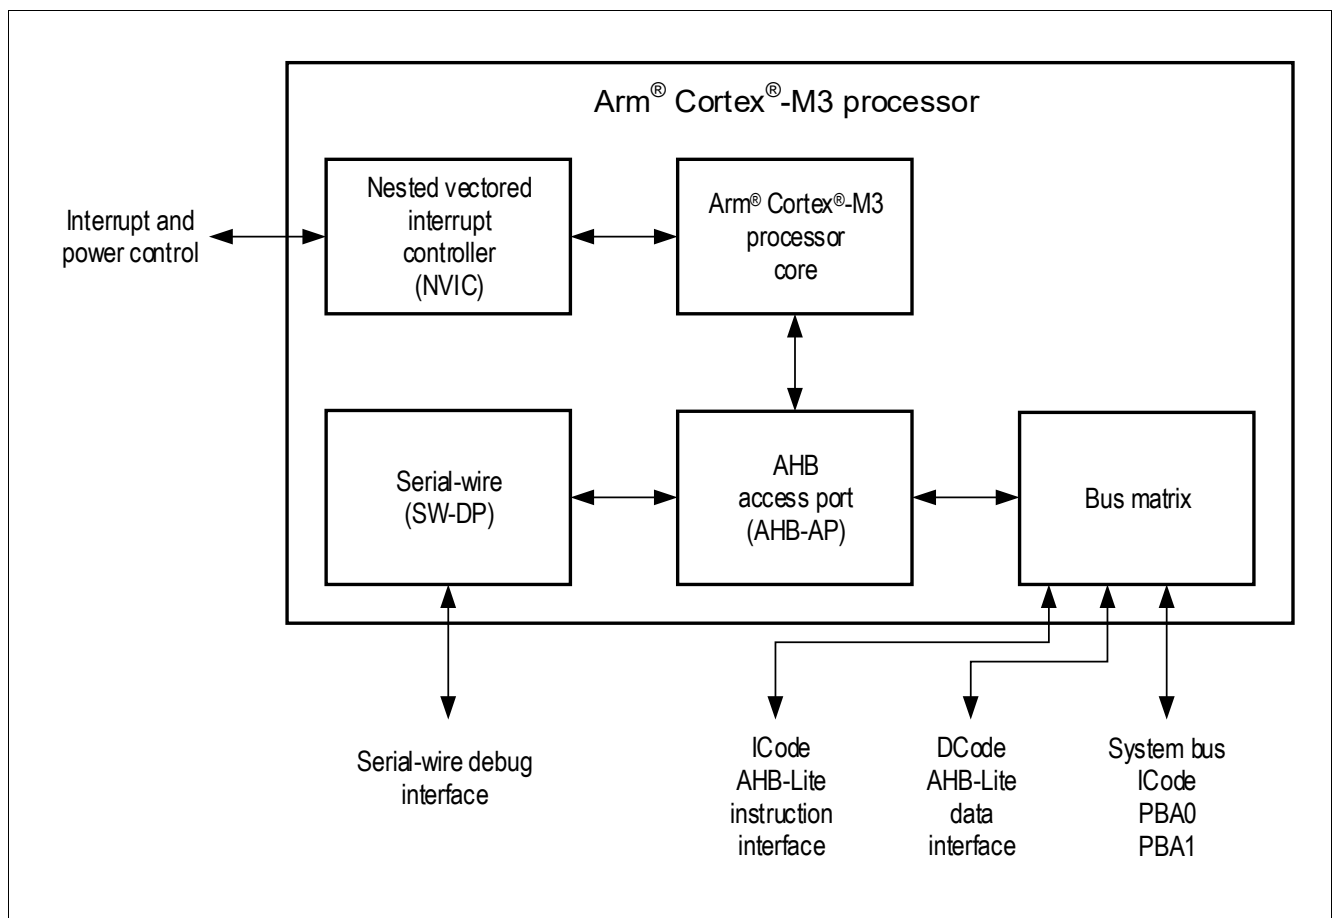 Arm® Cortex®-M3 processor
Nested vectored
interrupt
controller
(NVIC)
Arm® Cortex®-M3
processor
core
Interrupt and
power control
Serial-wire
(SW-DP)
AHB
access port
(AHB-AP)
Bus matrix
Serial-wire debug
interface
ICode
AHB-Lite
instruction
interface
DCode
AHB-Lite
data
interface
System bus
ICode
PBA0
PBA1